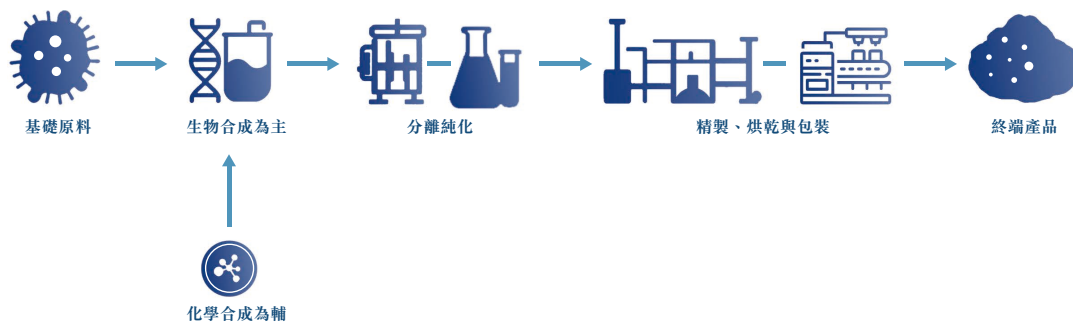 基礎原料
生物合成為主
分離純化
精製、烘乾與包裝
終端產品
化學合成為輔